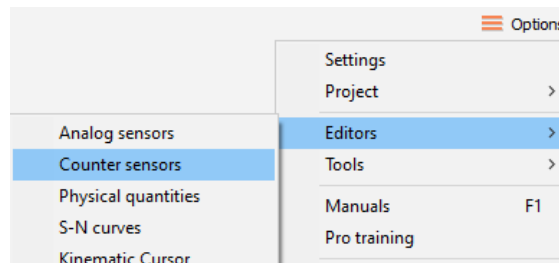 Options
Settings
Project
Editors
Tools
Manuals F1
Pro training
Analog sensors
Counter sensors
Physical quantities
S-N curves
Kinematic Cursor